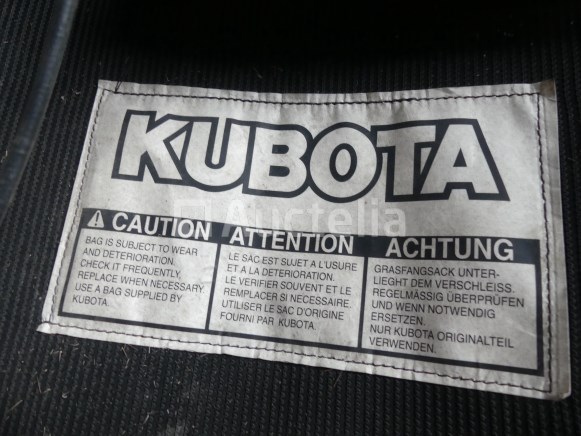 KUBOTA
Auctelia
⚠ CAUTION
BAG IS SUBJECT TO WEAR
AND DETERIORATION.
CHECK IT FREQUENTLY,
REPLACE WHEN NECESSARY
USE A BAG SUPPLIED BY
KUBOTA.
ATTENTION
LE SAC EST SUJET A L'USURE
ET A LA DETERIORATION.
LE VERIFIER SOUVENT ET LE
REMPLACER SI NECESSAIRE.
UTILISER LE SAC D'ORIGINE
FOURNI PAR KUBOTA.
ACHTUNG
GRASFANGSACK UNTER-
LIEGHT DEM VERSCHLEISS.
REGELMÄSSIG ÜBERPRÜFEN
UND WENN NOTWENDIG
ERSETZEN.
NUR KUBOTA ORIGINALTEIL
VERWENDEN.